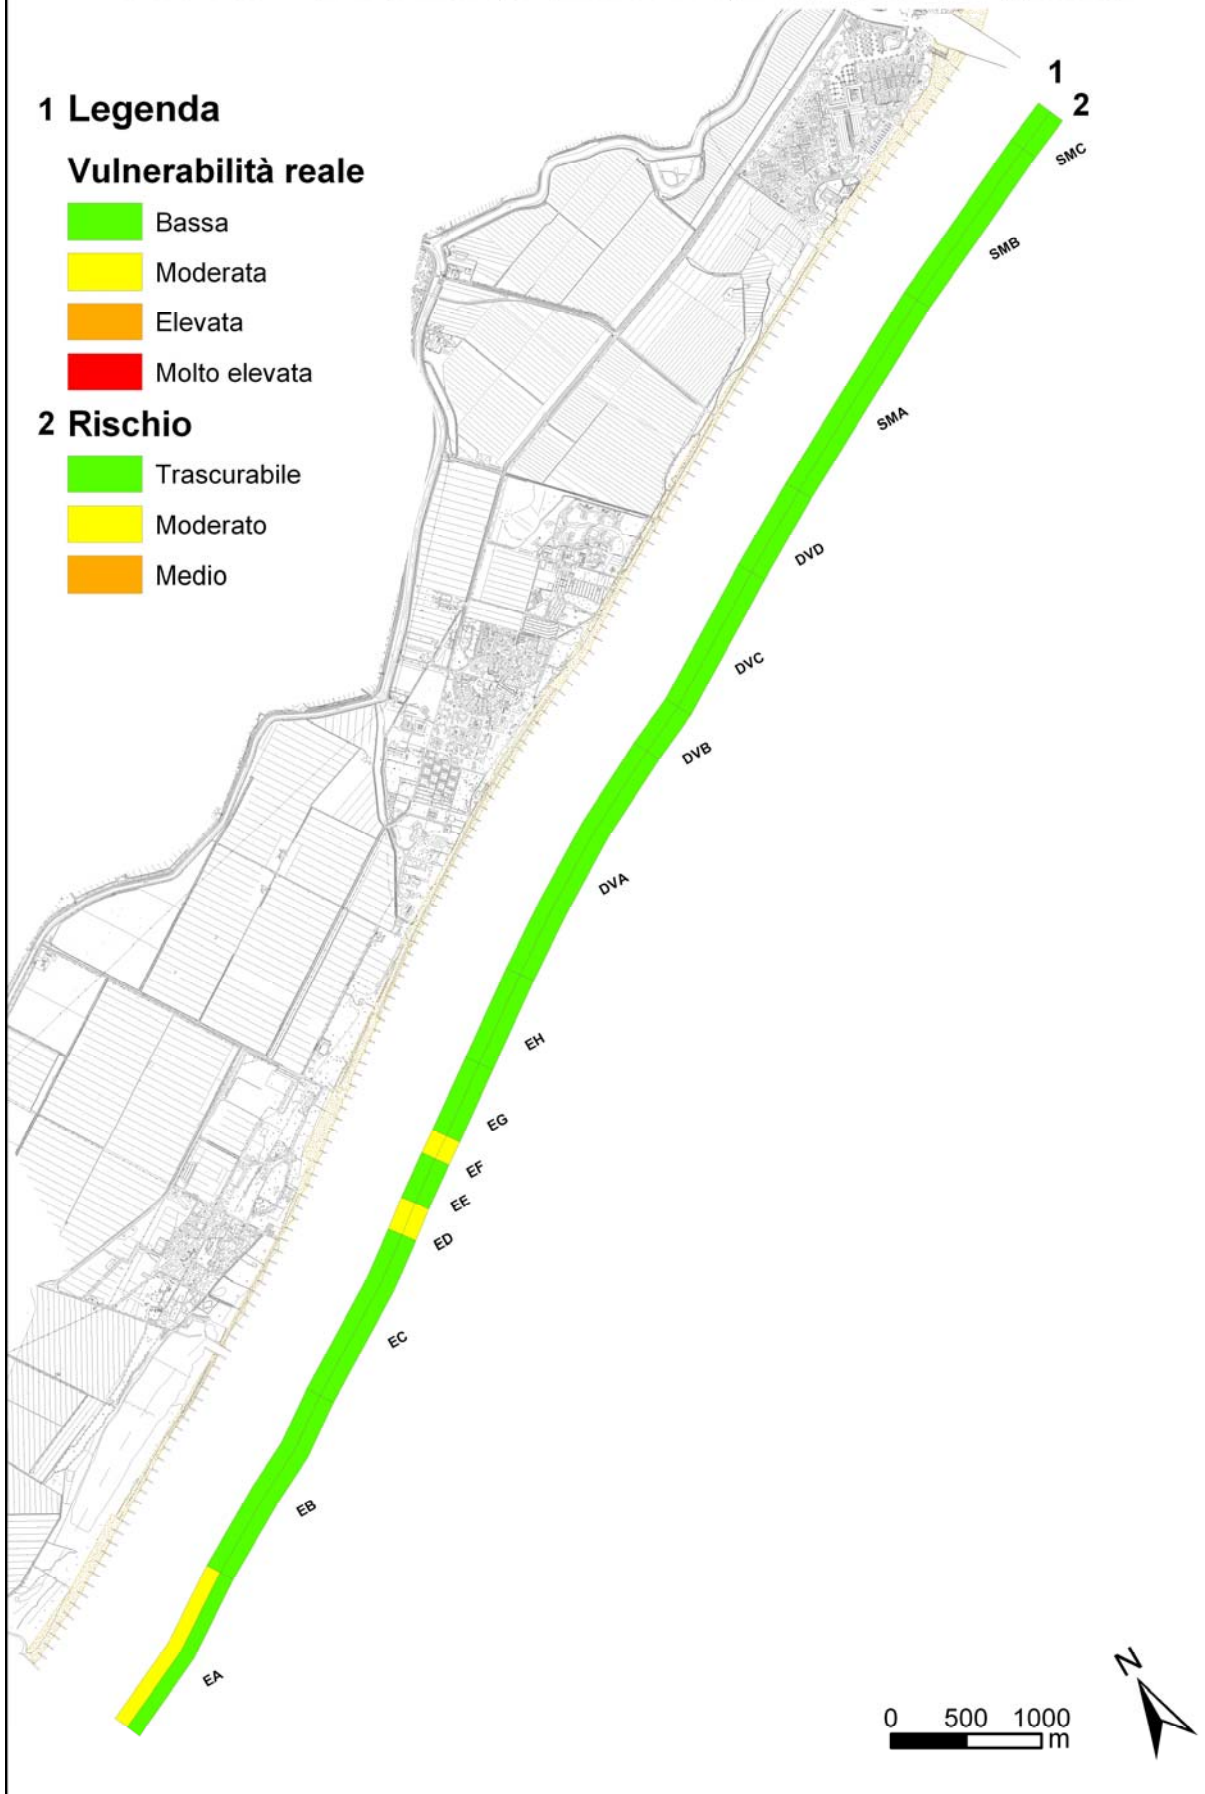 1
2
1 Legenda
Vulnerabilità reale
Bassa
Moderata
Elevata
Molto elevata
2 Rischio
Trascurabile
Moderato
Medio
SMC
SMB
SMA
DVD
DVC
DVB
DVA
EH
EG
EF
EE
ED
EC
EB
EA
N
0 500 1000
m